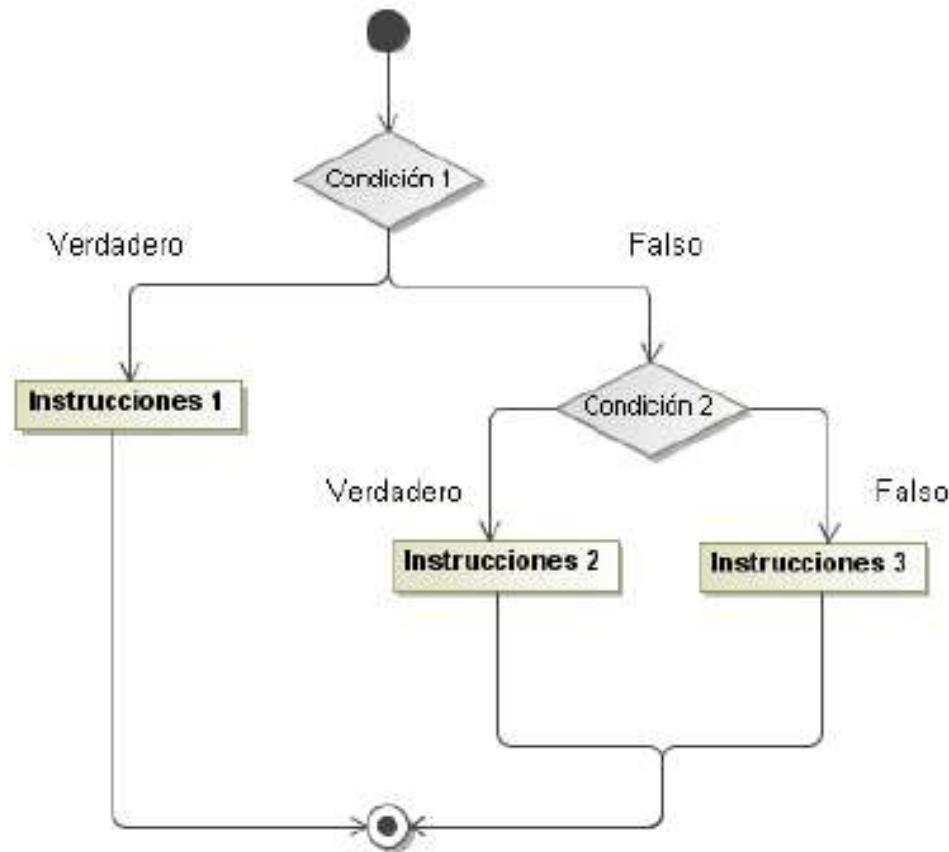 Condición 1
Verdadero
Falso
Instrucciones 1
Condición 2
Verdadero
Falso
Instrucciones 2
Instrucciones 3